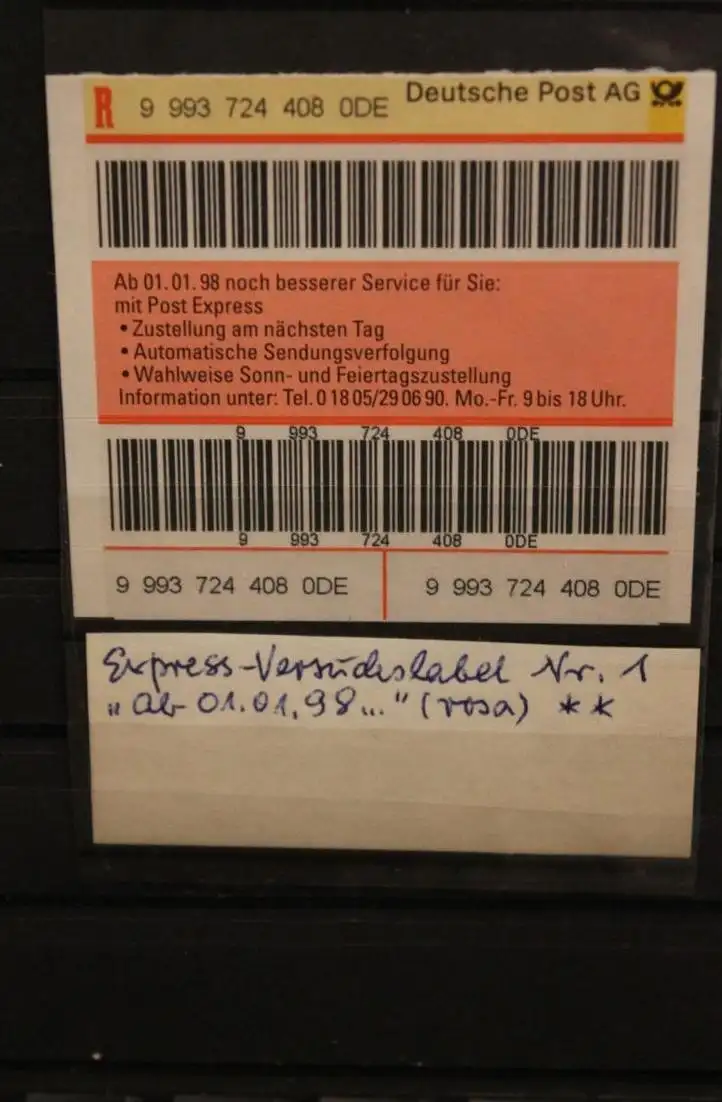 R 9 993 724 408 0DE Deutsche Post AG
Ab 01.01.98 noch besserer Service für Sie:
mit Post Express
• Zustellung am nächsten Tag
• Automatische Sendungsverfolgung
• Wahlweise Sonn- und Feiertagszustellung
Information unter: Tel. 0 18 05/29 06 90. Mo.-Fr. 9 bis 18 Uhr.
9 993 724 408 0DE
9 993 724 408 0DE
9 993 724 408 0DE 9 993 724 408 0DE
Express-Versuchslabel Nr. 1
„ab 01.01.98..." (rosa) **